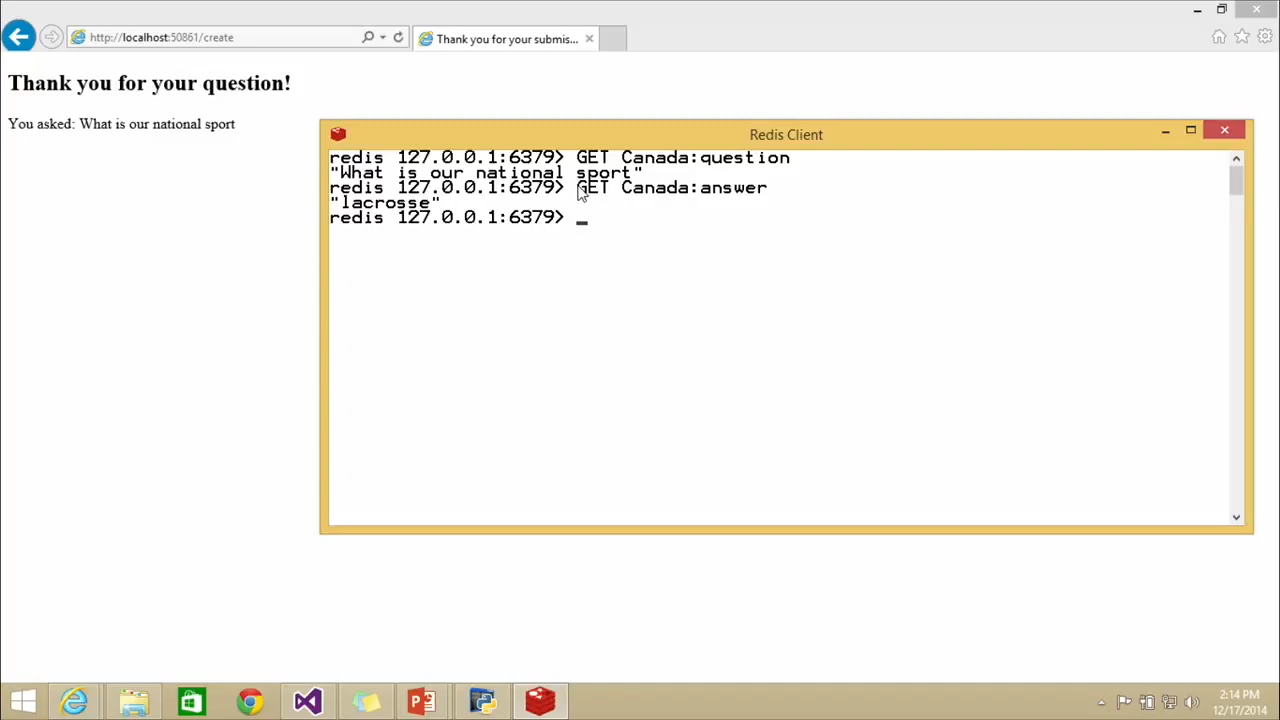 http://localhost:50861/create
Thank you for your submis...
Thank you for your question!
You asked: What is our national sport
Redis Client
redis 127.0.0.1:6379> GET Canada:question
"What is our national sport"
redis 127.0.0.1:6379> GET Canada:answer
"lacrosse"
redis 127.0.0.1:6379>
2:14 PM
12/17/2014